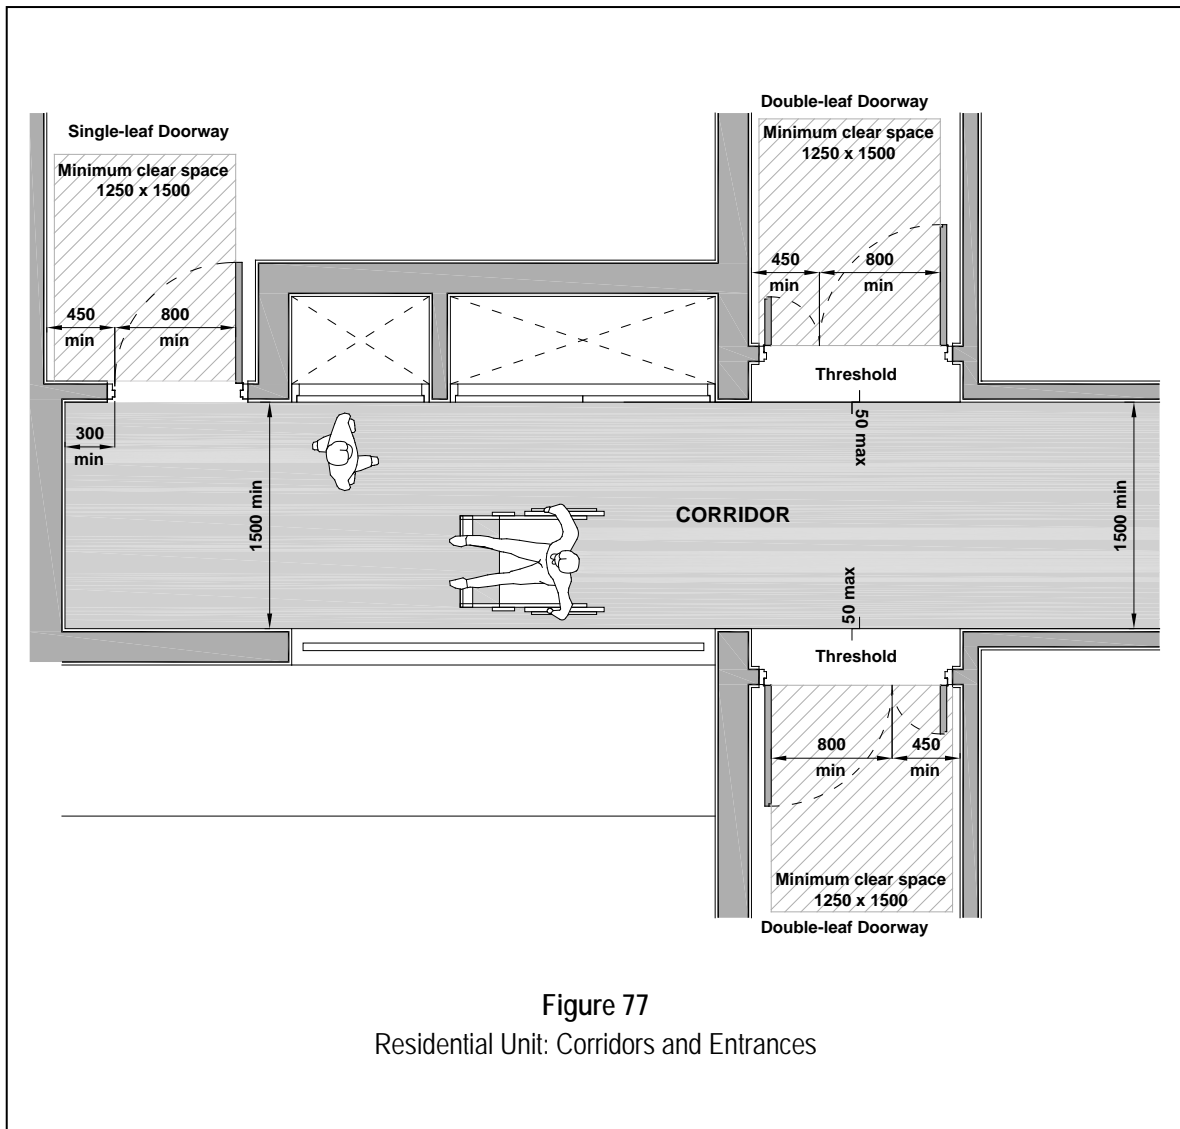 Double-leaf Doorway
Single-leaf Doorway
Minimum clear space
1250 x 1500
Minimum clear space
1250 x 1500
450
min
800
min
450
min
800
min
Threshold
50 max
300
min
1500 min
CORRIDOR
1500 min
50 max
Threshold
800
min
450
min
Minimum clear space
1250 x 1500
Double-leaf Doorway
Figure 77
Residential Unit: Corridors and Entrances